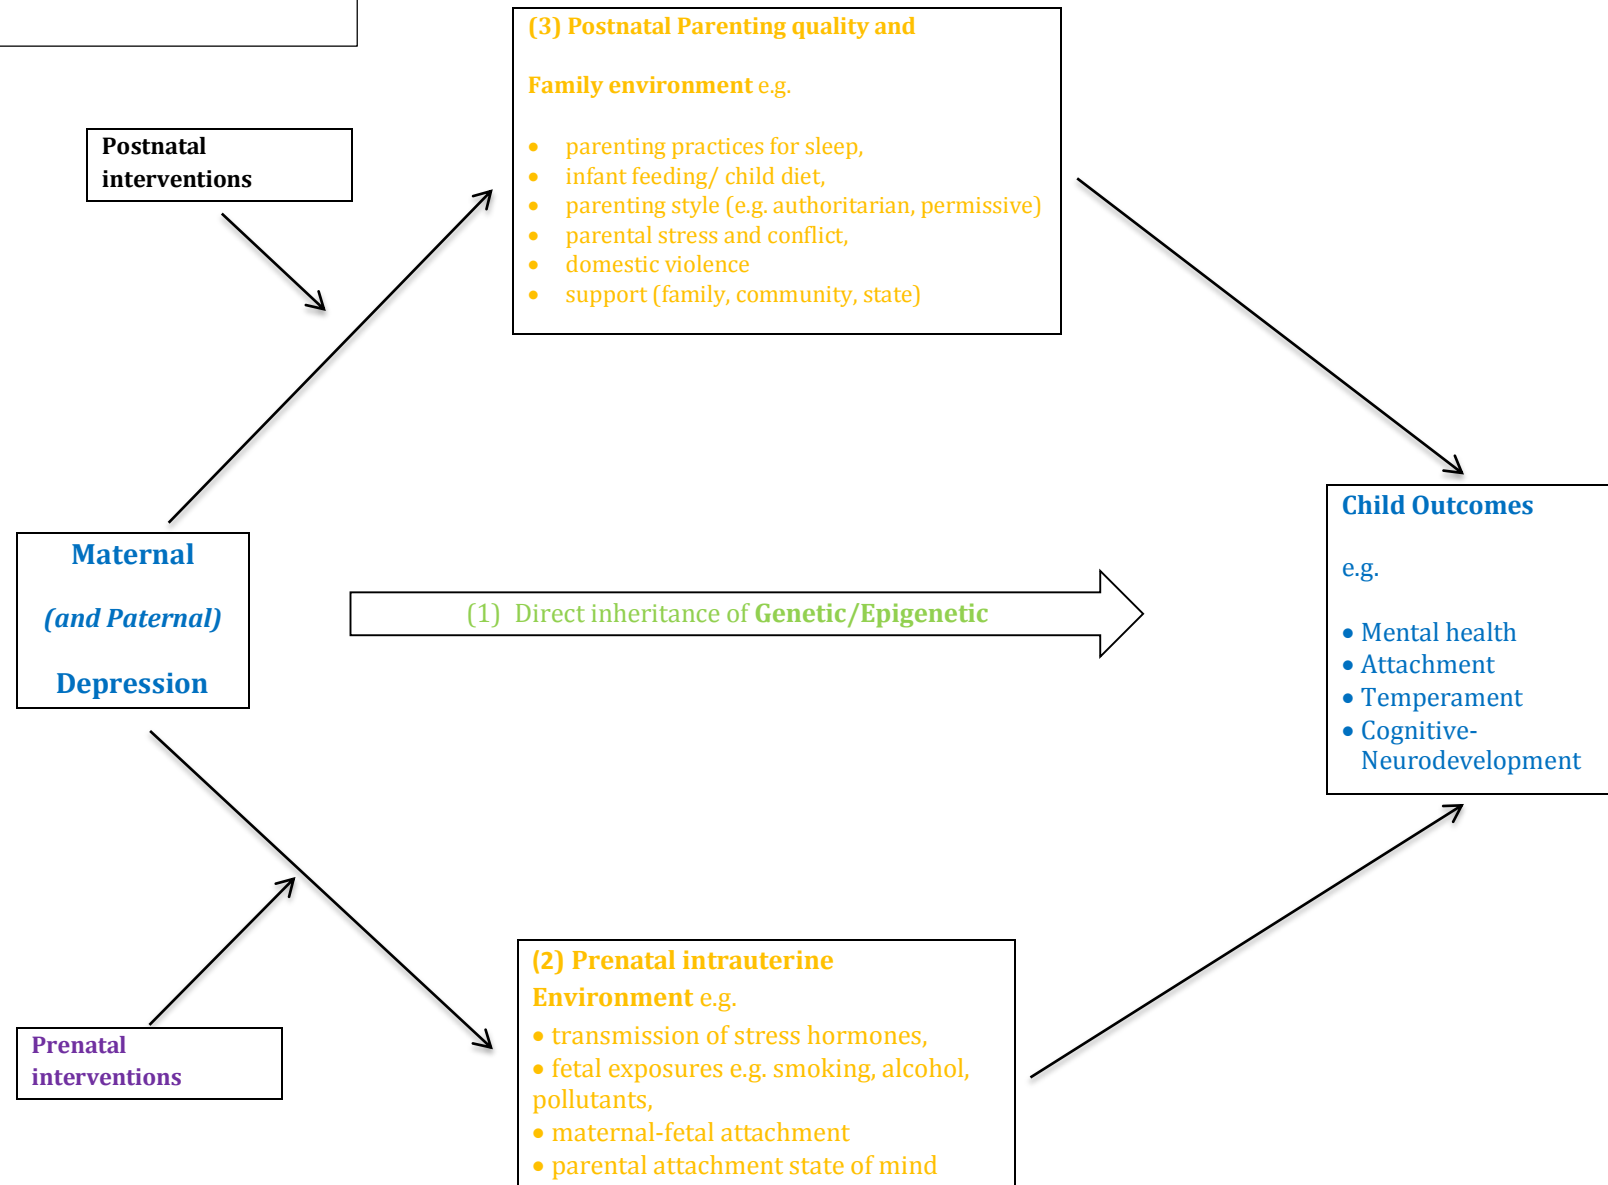 (3) Postnatal Parenting quality and
Family environment e.g.
• parenting practices for sleep,
• infant feeding/ child diet,
• parenting style (e.g. authoritarian, permissive)
• parental stress and conflict,
• domestic violence
• support (family, community, state)
Postnatal
interventions
Maternal
(and Paternal)
Depression
(1) Direct inheritance of Genetic/Epigenetic
Child Outcomes
e.g.
• Mental health
• Attachment
• Temperament
• Cognitive-
Neurodevelopment
Prenatal
interventions
(2) Prenatal intrauterine
Environment e.g.
• transmission of stress hormones,
• fetal exposures e.g. smoking, alcohol,
pollutants,
• maternal-fetal attachment
• parental attachment state of mind